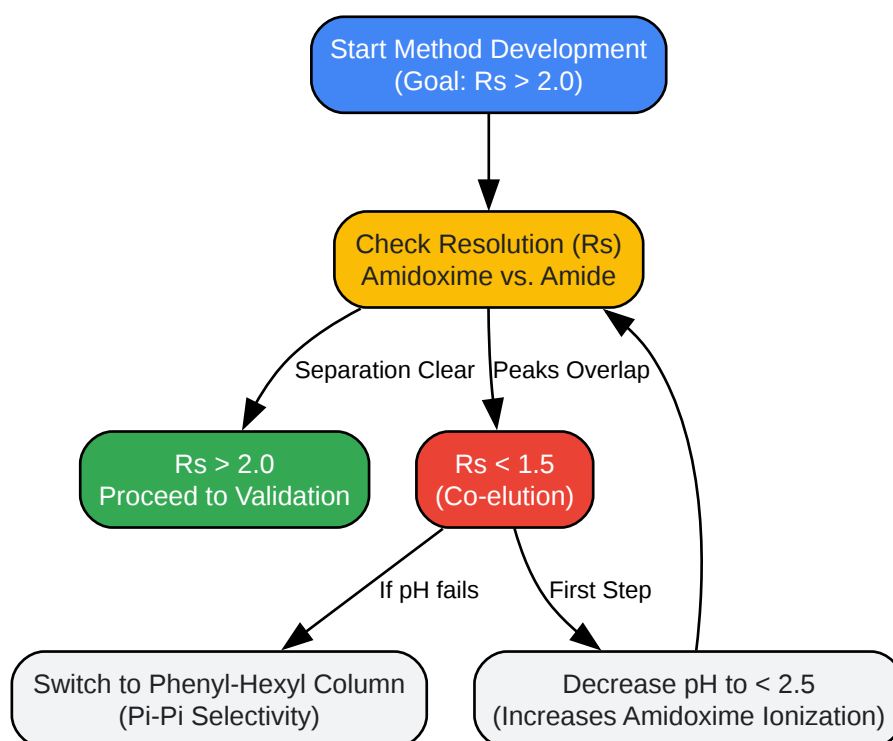 Start Method Development
(Goal: Rs > 2.0)
Check Resolution (Rs)
Amidoxime vs. Amide
Separation Clear
Peaks Overlap
Rs > 2.0
Proceed to Validation
Rs < 1.5
(Co-elution)
If pH fails
First Step
Switch to Phenyl-Hexyl Column
(Pi-Pi Selectivity)
Decrease pH to < 2.5
(Increases Amidoxime Ionization)